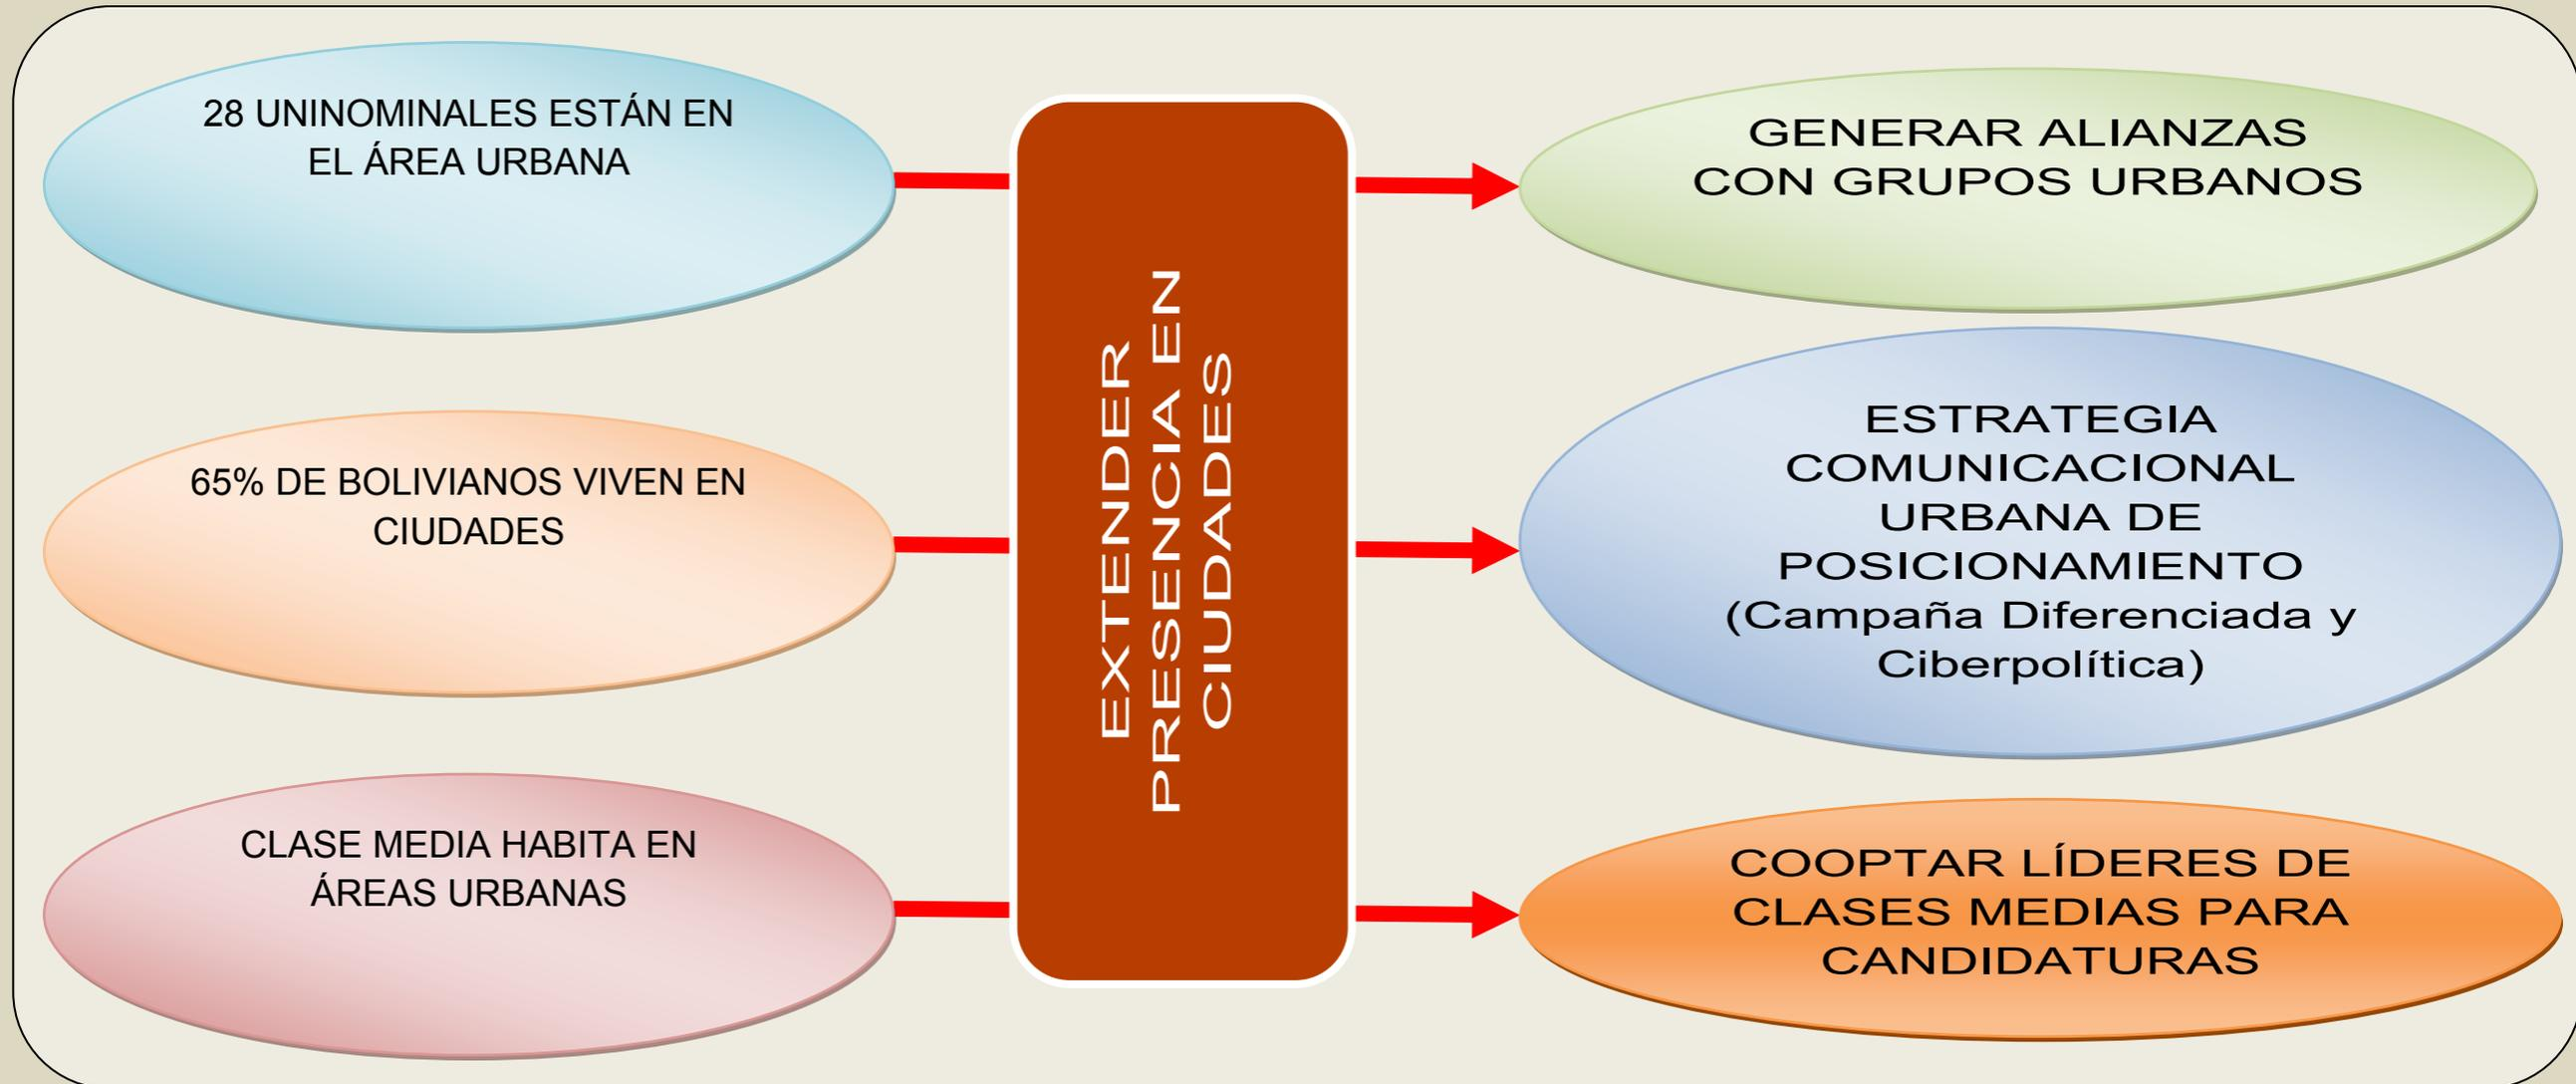 28 UNINOMINALES ESTÁN EN
EL ÁREA URBANA
65% DE BOLIVIANOS VIVEN EN
CIUDADES
CLASE MEDIA HABITA EN
ÁREAS URBANAS
EXTENDER
PRESENCIA EN
CIUDADES
GENERAR ALIANZAS
CON GRUPOS URBANOS
ESTRATEGIA
COMUNICACIONAL
URBANA DE
POSICIONAMIENTO
(Campaña Diferenciada y
Ciberpolítica)
COOPTAR LÍDERES DE
CLASES MEDIAS PARA
CANDIDATURAS